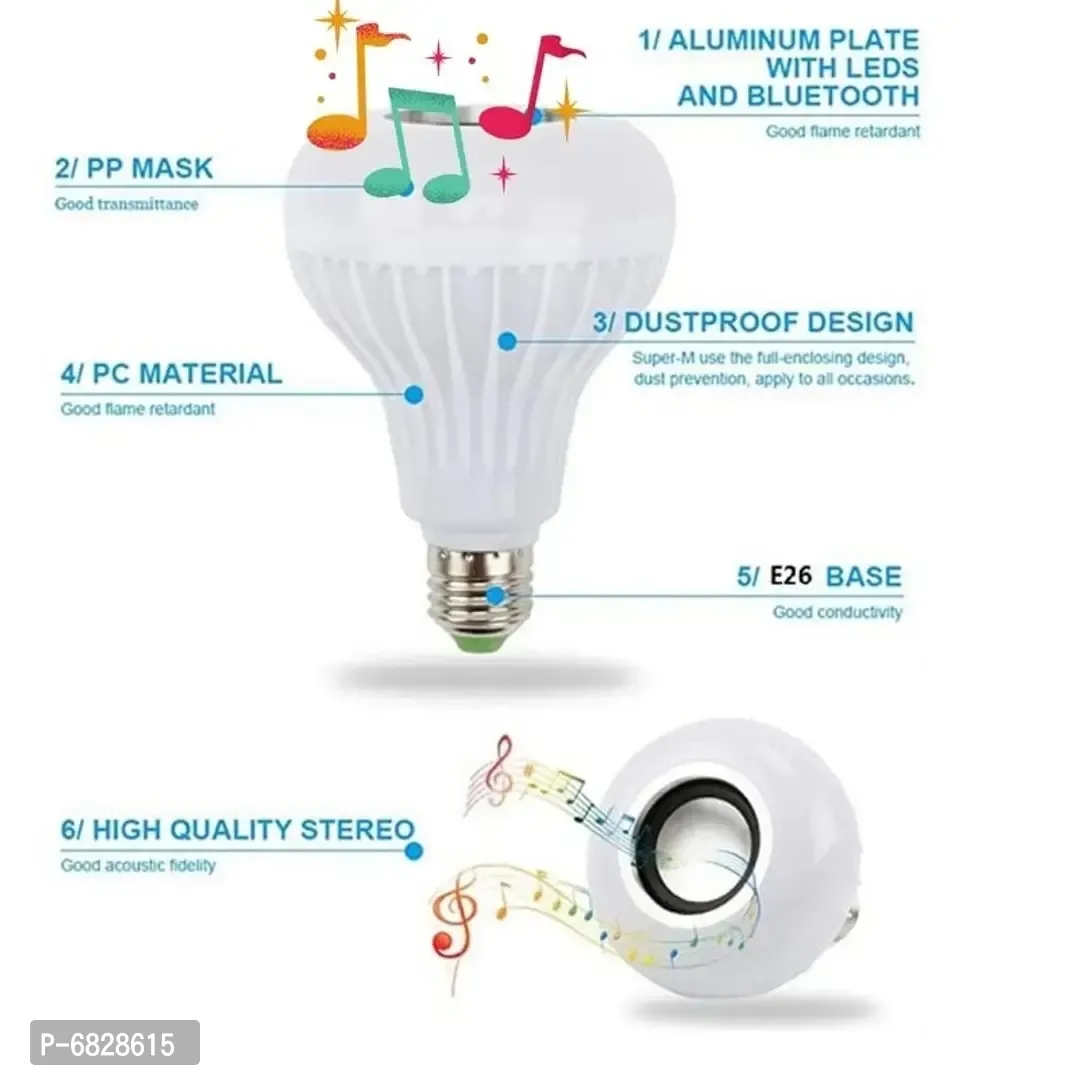 1/ ALUMINUM PLATE
WITH LEDS
AND BLUETOOTH
Good flame retardant
2/ PP MASK
Good transmittance
3/ DUSTPROOF DESIGN
Super-M use the full-enclosing design,
dust prevention, apply to all occasions.
4/ PC MATERIAL
Good flame retardant
5/ E26 BASE
Good conductivity
6/ HIGH QUALITY STEREO
Good acoustic fidelity
P-6828615